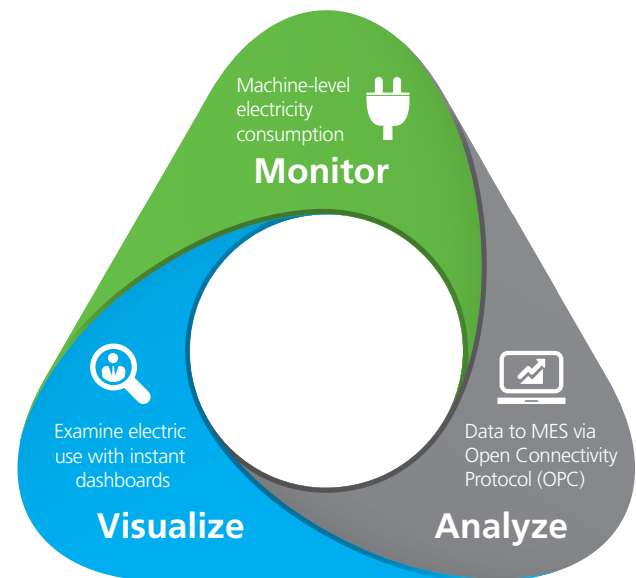 Machine-level
electricity
consumption
Monitor
Examine electric
use with instant
dashboards
Visualize
Data to MES via
Open Connectivity
Protocol (OPC)
Analyze